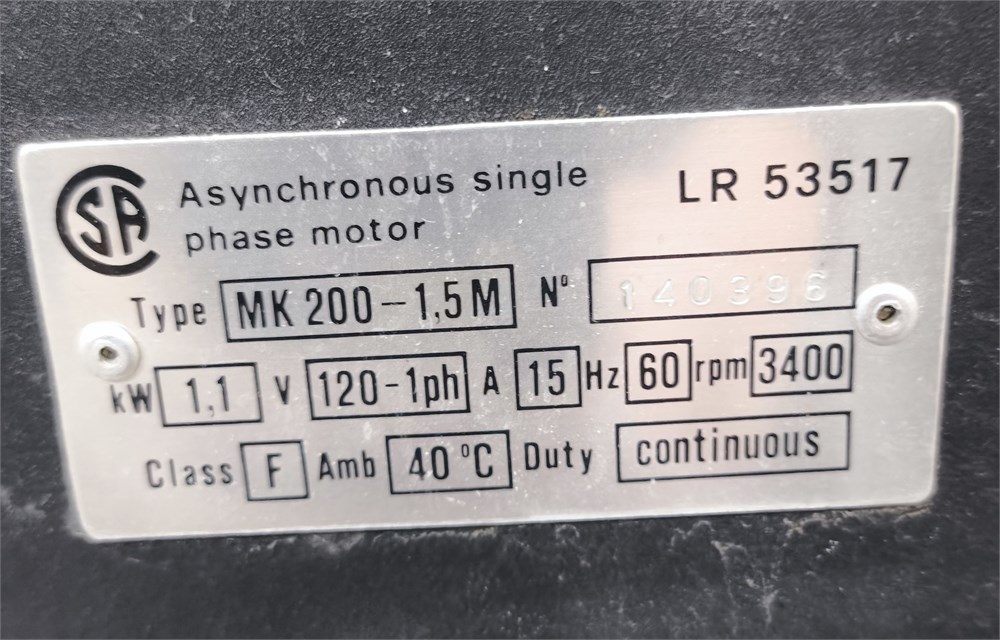 CSA Asynchronous single LR 53517
phase motor
Type MK 200-1,5 M Nº 140396
kW 1,1 V 120-1ph A 15 Hz 60 rpm 3400
Class F Amb 40 °C Duty continuous